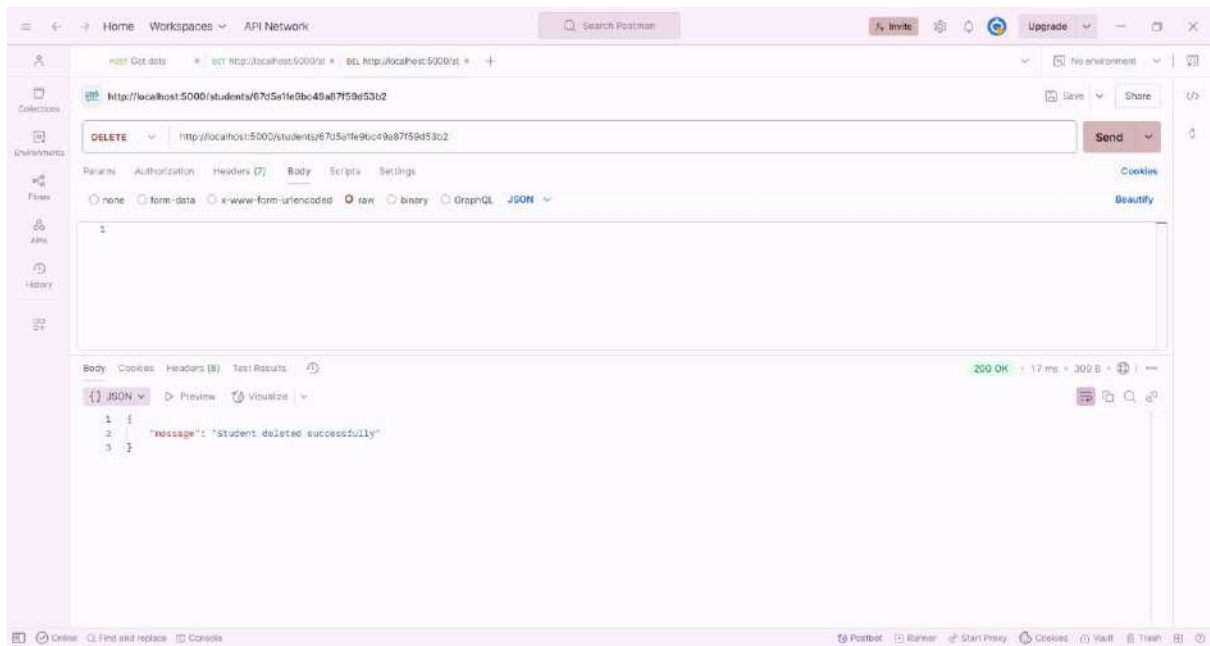 Home Workspaces API Network Search Postman Invite Upgrade
POST Get data GET http://localhost:5000/st DEL http://localhost:5000/st + No environment
Collections
Environments
Flows
APIs
History
http://localhost:5000/students/67d5a1fe9bc49a87f59d53b2 Save Share
DELETE http://localhost:5000/students/67d5a1fe9bc49a87f59d53b2 Send
Params Authorization Headers (7) Body Scripts Settings Cookies
none form-data x-www-form-urlencoded raw binary GraphQL JSON Beautify
1
Body Cookies Headers (8) Test Results 200 OK 17 ms 309 B
{} JSON Preview Visualize
1 {
2 "message": "Student deleted successfully"
3 }
Online Find and replace Console Postbot Runner Start Proxy Cookies Vault Trash